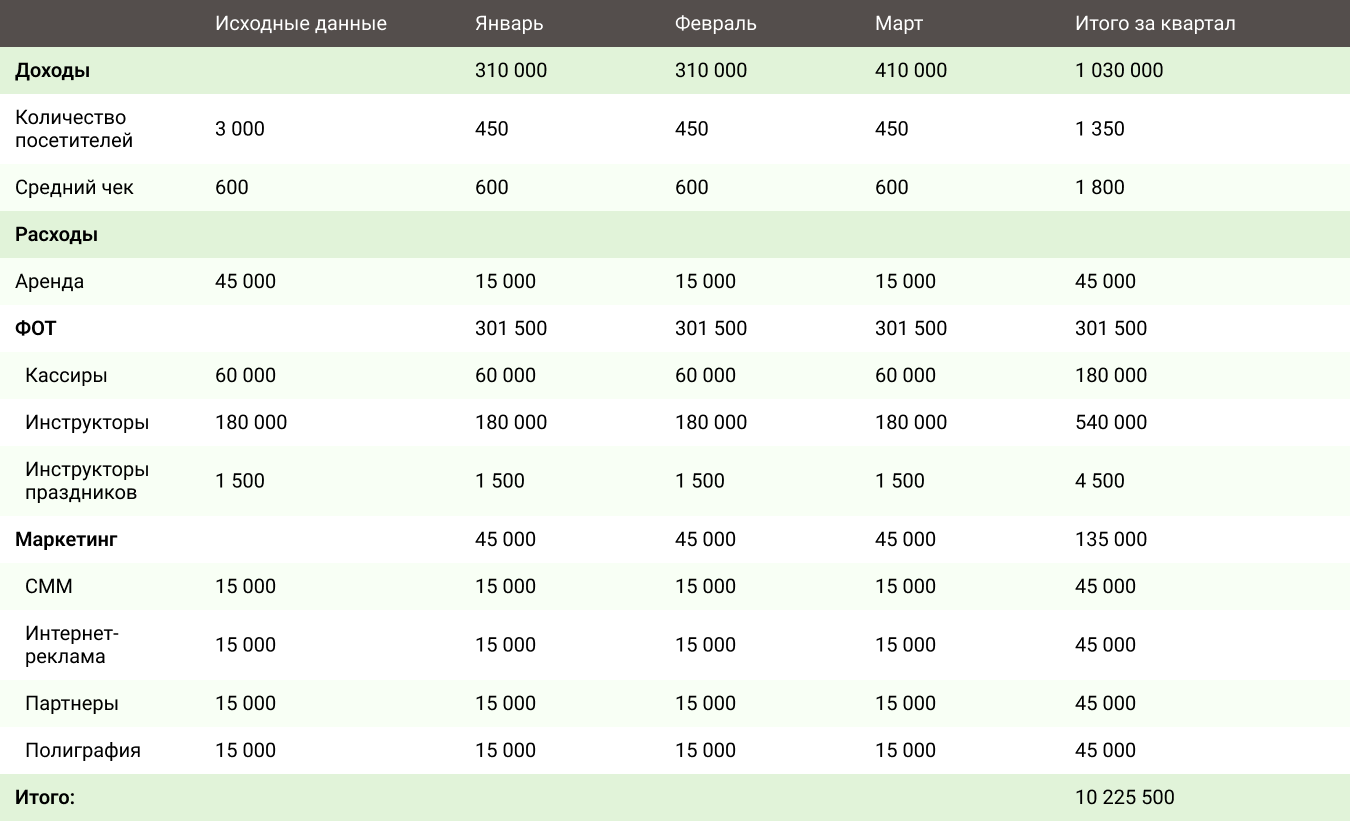 Исходные данные Январь Февраль Март Итого за квартал
Доходы 310 000 310 000 410 000 1 030 000
Количество
посетителей 3 000 450 450 450 1 350
Средний чек 600 600 600 600 1 800
Расходы
Аренда 45 000 15 000 15 000 15 000 45 000
ФОТ 301 500 301 500 301 500 301 500
Кассиры 60 000 60 000 60 000 60 000 180 000
Инструкторы 180 000 180 000 180 000 180 000 540 000
Инструкторы
праздников 1 500 1 500 1 500 1 500 4 500
Маркетинг 45 000 45 000 45 000 135 000
СММ 15 000 15 000 15 000 15 000 45 000
Интернет-
реклама 15 000 15 000 15 000 15 000 45 000
Партнеры 15 000 15 000 15 000 15 000 45 000
Полиграфия 15 000 15 000 15 000 15 000 45 000
Итого: 10 225 500